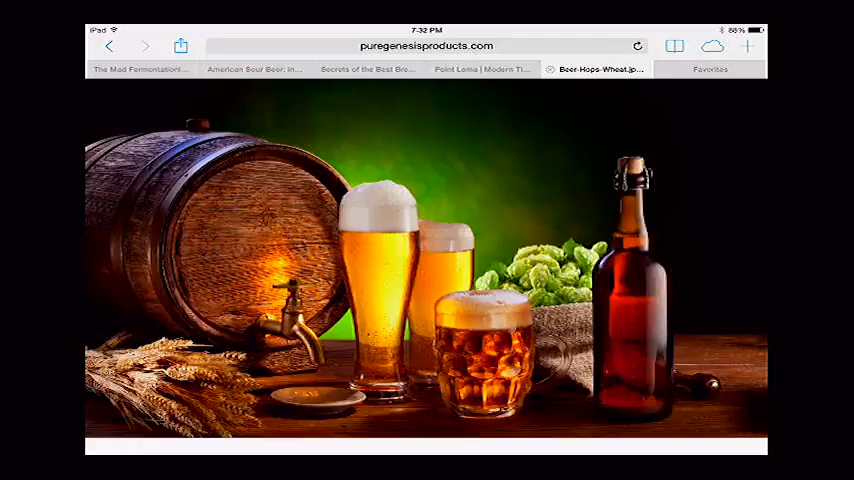 iPad 7:32 PM 88%
puregenesisproducts.com
The Mad Fermentationi... American Sour Beer: In... Secrets of the Best Bre... Point Loma | Modern Ti... Beer-Hops-Wheat.jp... Favorites